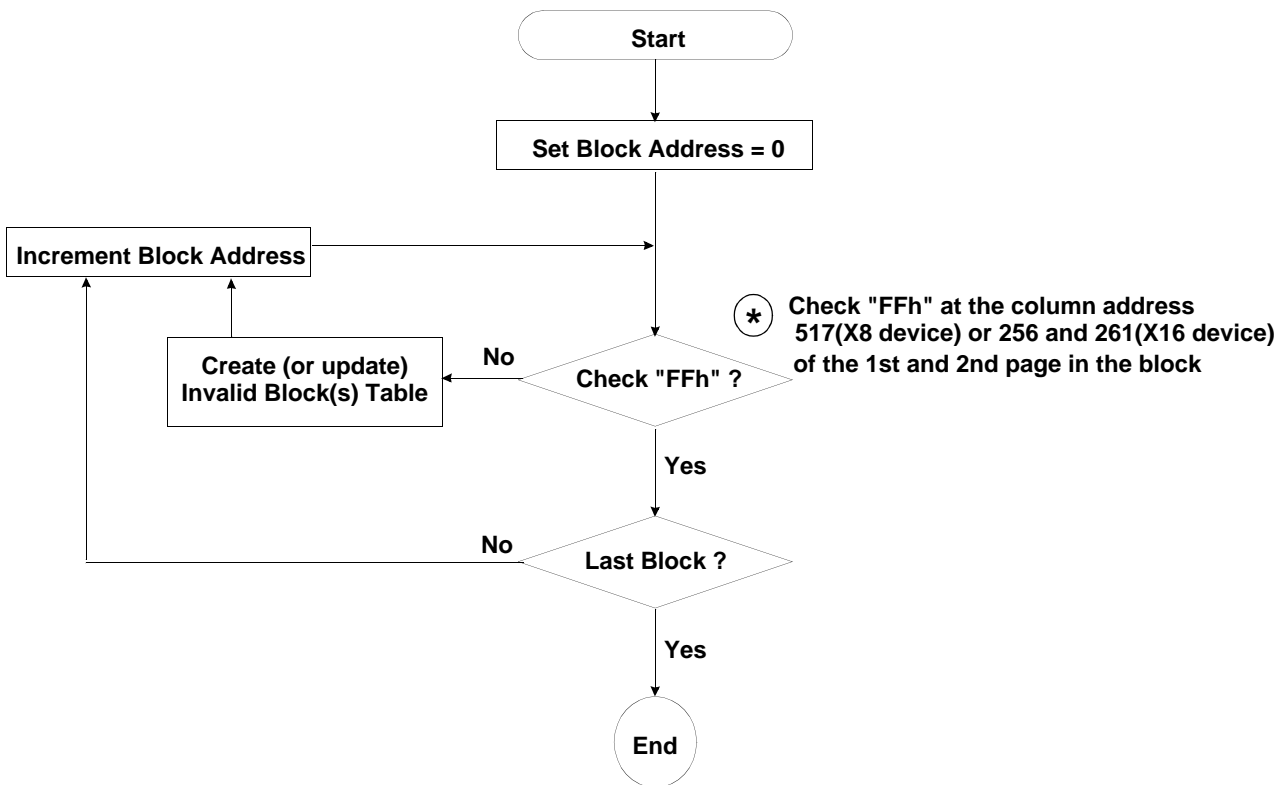 Start
Set Block Address = 0
Increment Block Address
*
Check "FFh" at the column address
517(X8 device) or 256 and 261(X16 device)
of the 1st and 2nd page in the block
No
Create (or update)
Invalid Block(s) Table
Check "FFh" ?
Yes
No
Last Block ?
Yes
End